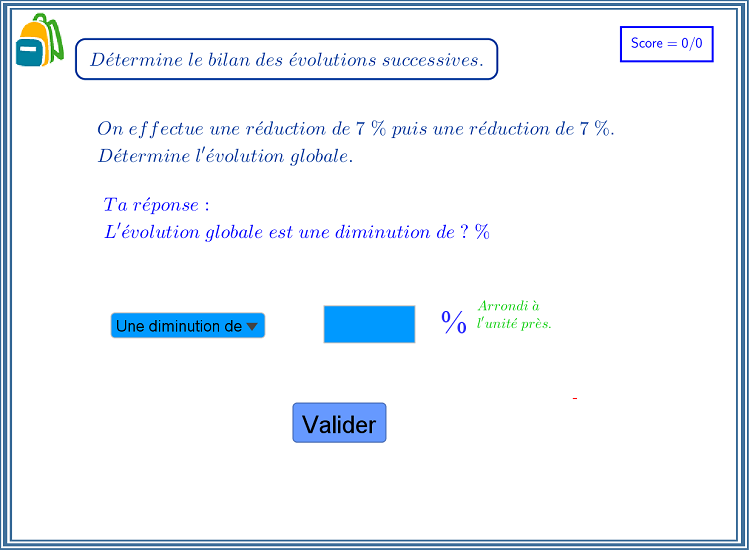 Score = 0/0
Détermine le bilan des évolutions successives.
On effectue une réduction de 7 % puis une réduction de 7 %.
Détermine l'évolution globale.
Ta réponse :
L'évolution globale est une diminution de ? %
Une diminution de
%
Arrondi à
l'unité près.
Valider